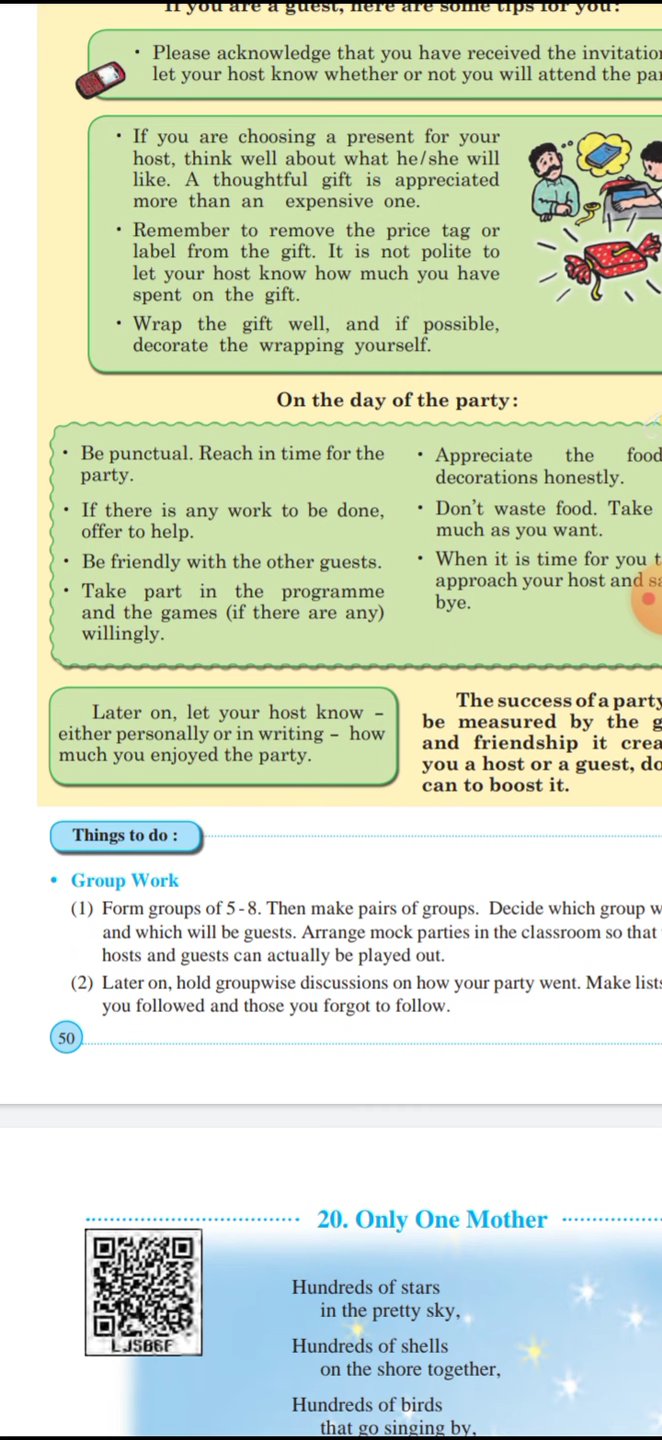 If you are a guest, here are some tips for you:
• Please acknowledge that you have received the
let your host know whether or not you will attend the
• If you are choosing a present for your
host, think well about what he/she will
like. A thoughtful gift is appreciated
more than an expensive one.
• Remember to remove the price tag or
label from the gift. It is not polite to
let your host know how much you have
spent on the gift.
• Wrap the gift well, and if possible,
decorate the wrapping yourself.
On the day of the party:
• Be punctual. Reach in time for the
party.
• If there is any work to be done,
offer to help.
• Be friendly with the other guests.
• Take part in the programme
and the games (if there are any)
willingly.
• Appreciate the food
decorations honestly.
• Don't waste food. Take
much as you want.
• When it is time for you
approach your host and
bye.
Later on, let your host know –
either personally or in writing – how
much you enjoyed the party.
The success of a party
be measured by the
and friendship it
you a host or a guest,
can to boost it.
Things to do :
• Group Work
(1) Form groups of 5-8. Then make pairs of groups. Decide which group
and which will be guests. Arrange mock parties in the classroom so that
hosts and guests can actually be played out.
(2) Later on, hold groupwise discussions on how your party went. Make lists
you followed and those you forgot to follow.
50
20. Only One Mother
LJSB6F
Hundreds of stars
in the pretty sky,
Hundreds of shells
on the shore together,
Hundreds of birds
that go singing by,